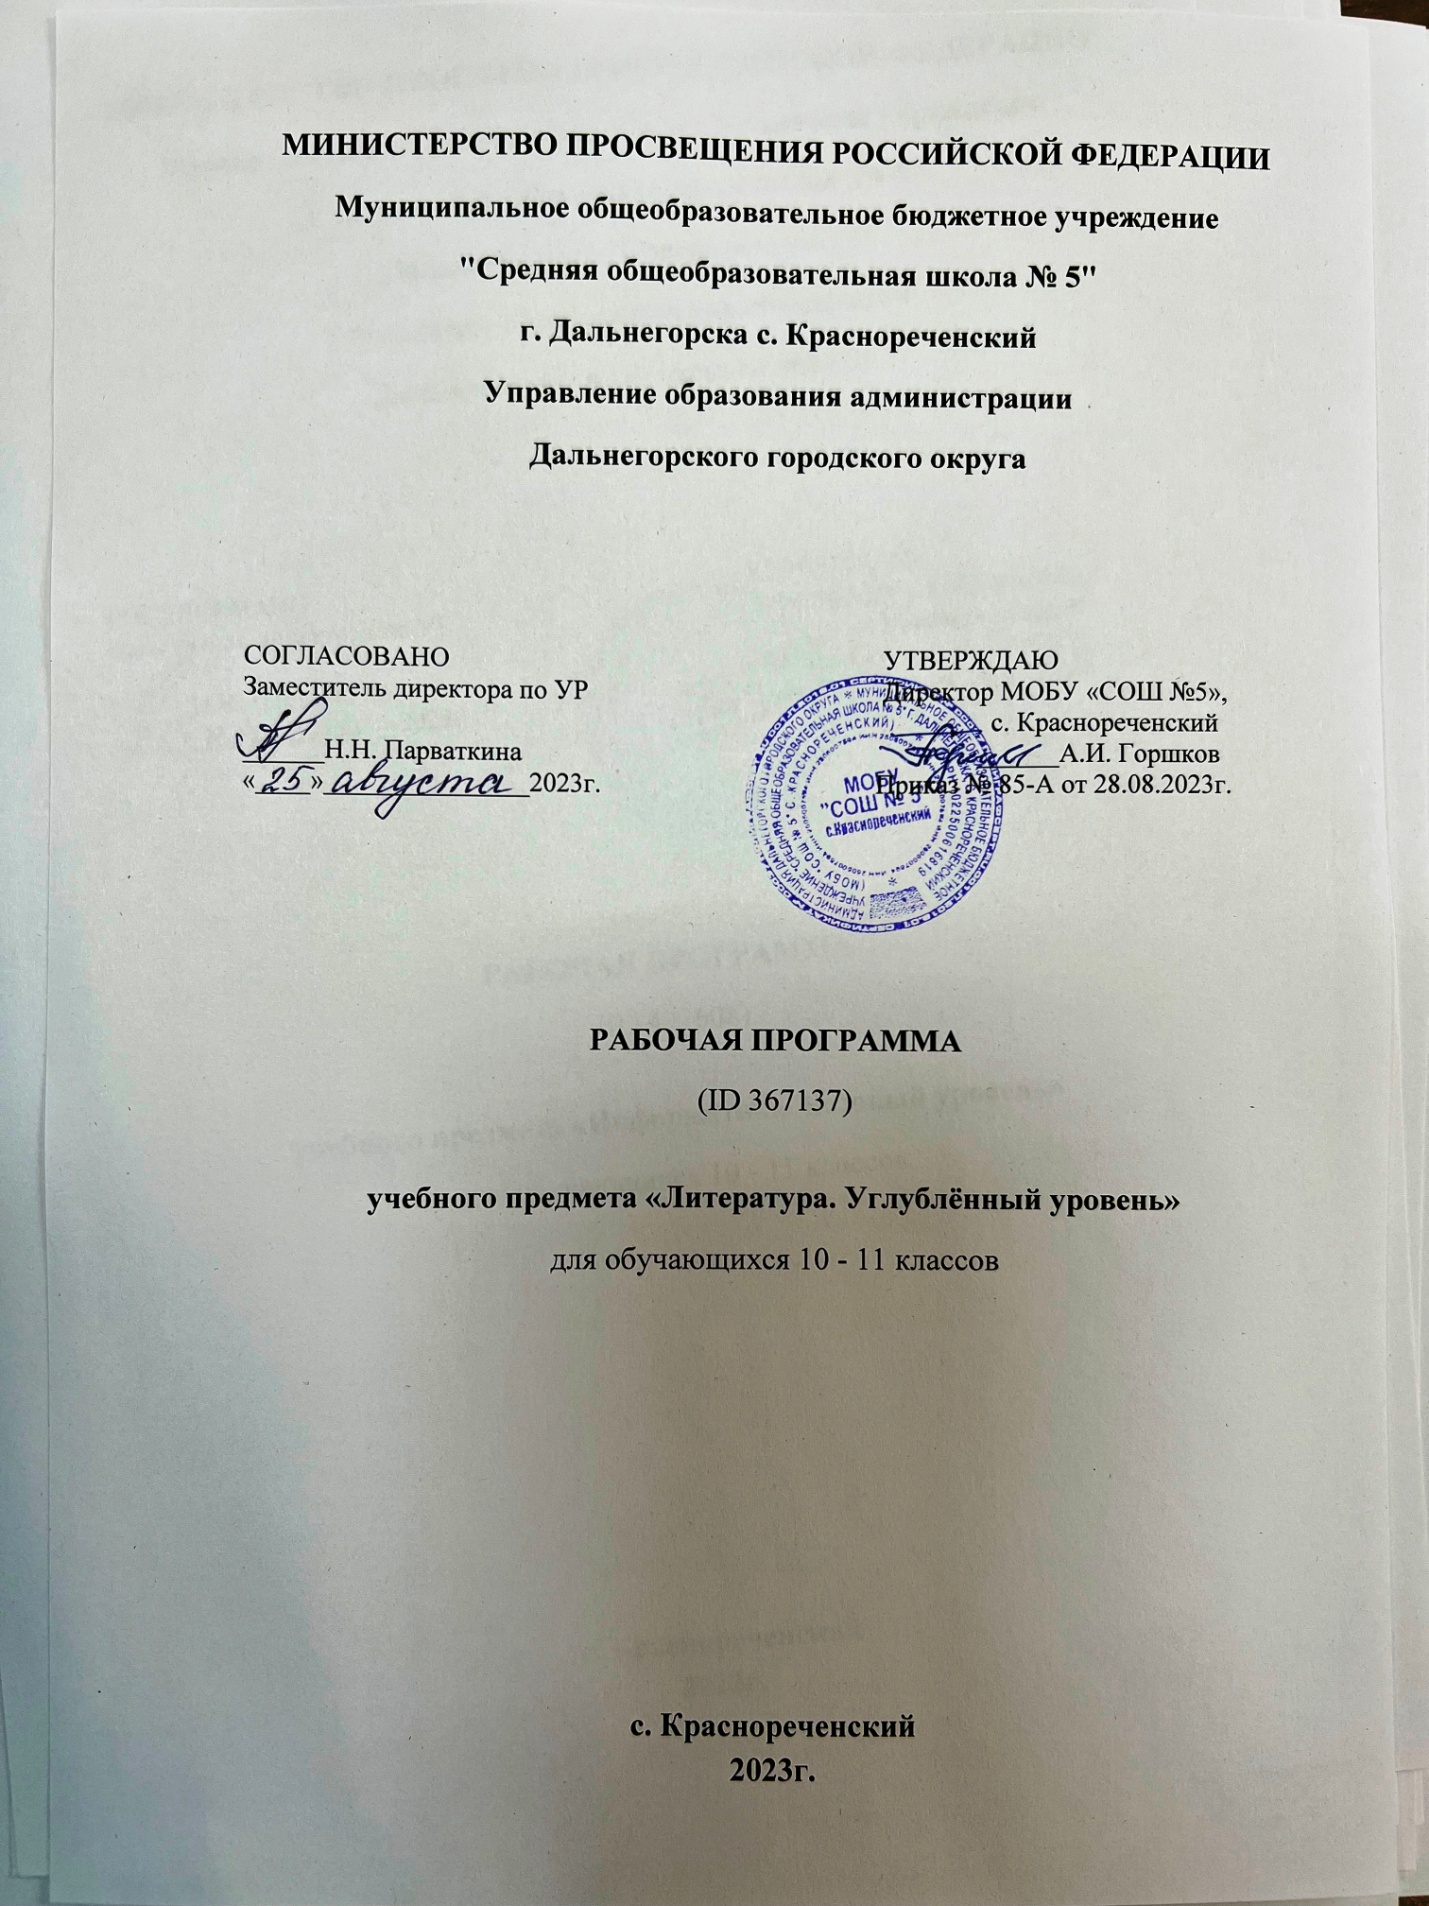 МИНИСТЕРСТВО ПРОСВЕЩЕНИЯ РОССИЙСКОЙ ФЕДЕРАЦИИ
Муниципальное общеобразовательное бюджетное учреждение
"Средняя общеобразовательная школа № 5"
г. Дальнегорска с. Краснореченский
Управление образования администрации
Дальнегорского городского округа
СОГЛАСОВАНО
Заместитель директора по УР
Н.Н. Парваткина
«25» августа 2023г.
УТВЕРЖДАЮ
Директор МОБУ «СОШ №5»,
с. Краснореченский
А.И. Горшков
Приказ № 85-А от 28.08.2023г.
МОБУ
"СОШ № 5"
с.Краснореченский
РАБОЧАЯ ПРОГРАММА
(ID 367137)
учебного предмета «Литература. Углублённый уровень»
для обучающихся 10 - 11 классов
с. Краснореченский
2023г.